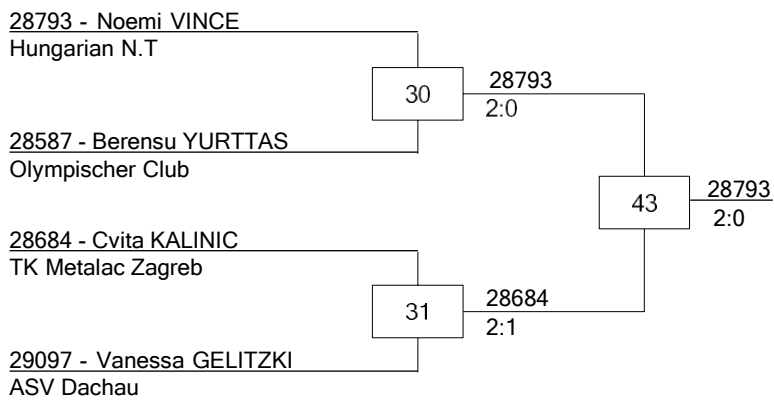 28793 - Noemi VINCE
Hungarian N.T
30
28793
2:0
28587 - Berensu YURTTAS
Olympischer Club
43
28793
2:0
28684 - Cvita KALINIC
TK Metalac Zagreb
31
28684
2:1
29097 - Vanessa GELITZKI
ASV Dachau